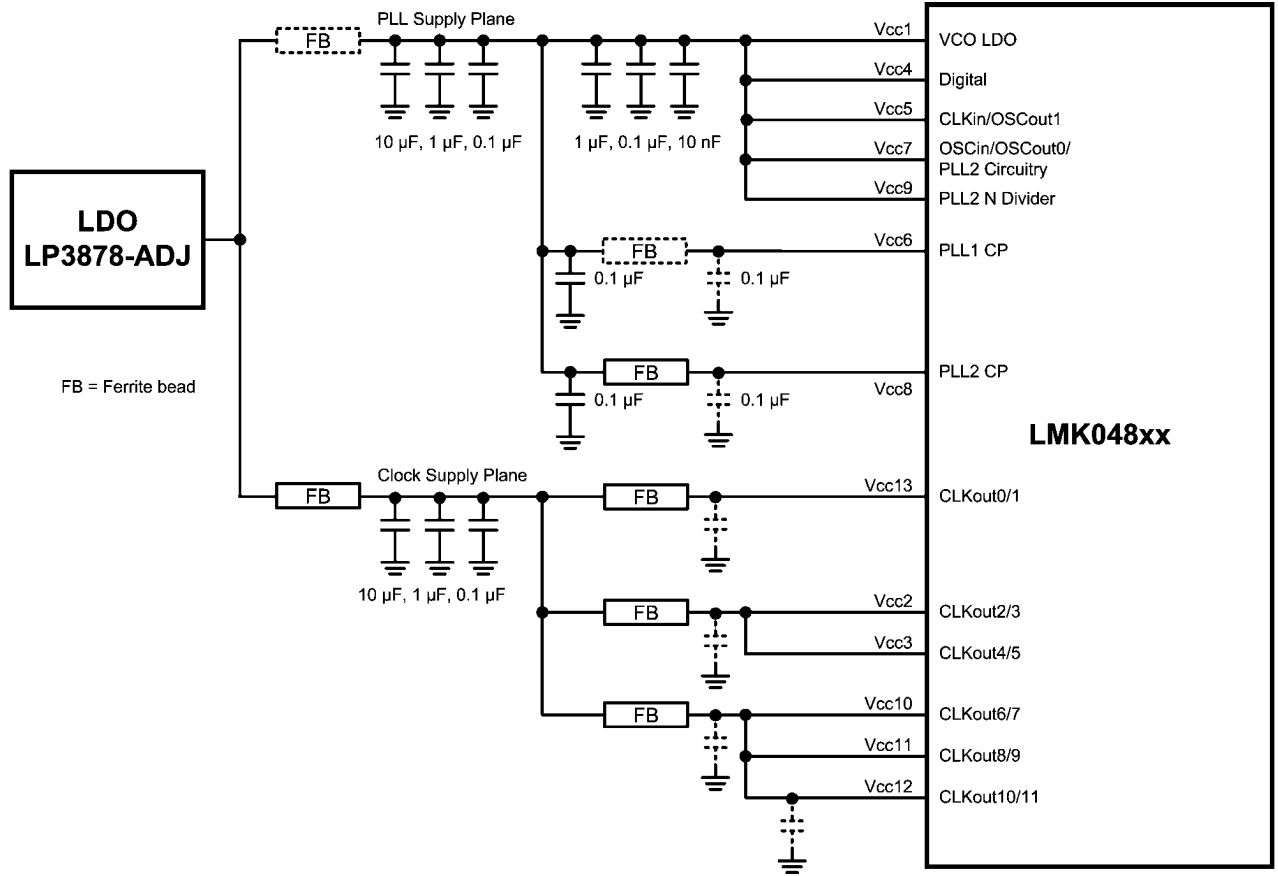 PLL Supply Plane
FB
10 µF, 1 µF, 0.1 µF
1 µF, 0.1 µF, 10 nF
Vcc1
VCO LDO
Vcc4
Digital
Vcc5
CLKin/OSCout1
Vcc7
OSCin/OSCout0/
PLL2 Circuitry
Vcc9
PLL2 N Divider
LDO
LP3878-ADJ
FB
Vcc6
PLL1 CP
0.1 µF
0.1 µF
FB
Vcc8
PLL2 CP
0.1 µF
0.1 µF
FB = Ferrite bead
LMK048xx
Clock Supply Plane
FB
10 µF, 1 µF, 0.1 µF
FB
Vcc13
CLKout0/1
FB
Vcc2
CLKout2/3
Vcc3
CLKout4/5
FB
Vcc10
CLKout6/7
Vcc11
CLKout8/9
Vcc12
CLKout10/11